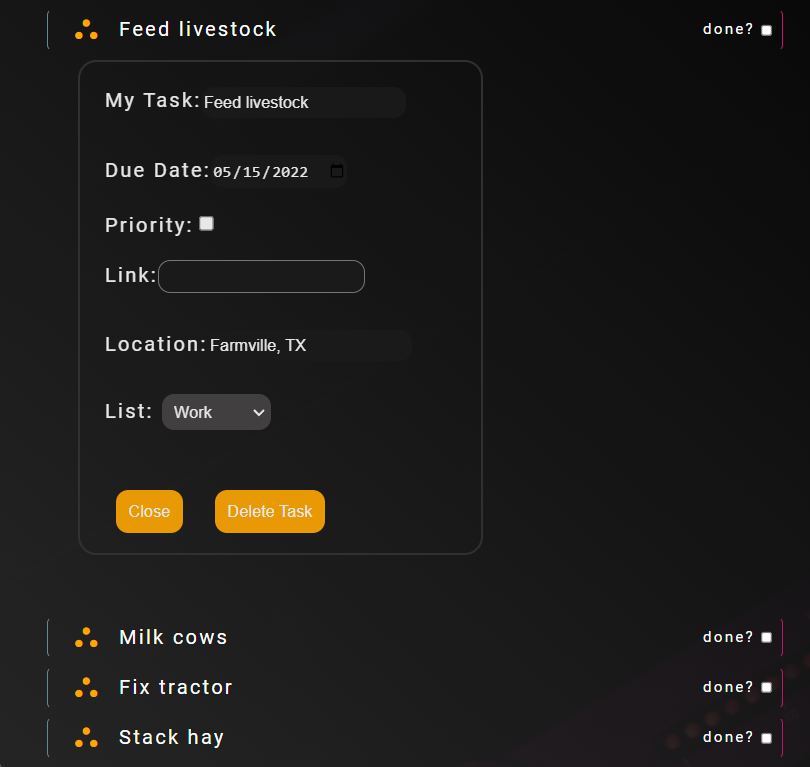 Feed livestock done?
My Task: Feed livestock
Due Date: 05/15/2022
Priority:
Link:
Location: Farmville, TX
List: Work
Close Delete Task
Milk cows done?
Fix tractor done?
Stack hay done?